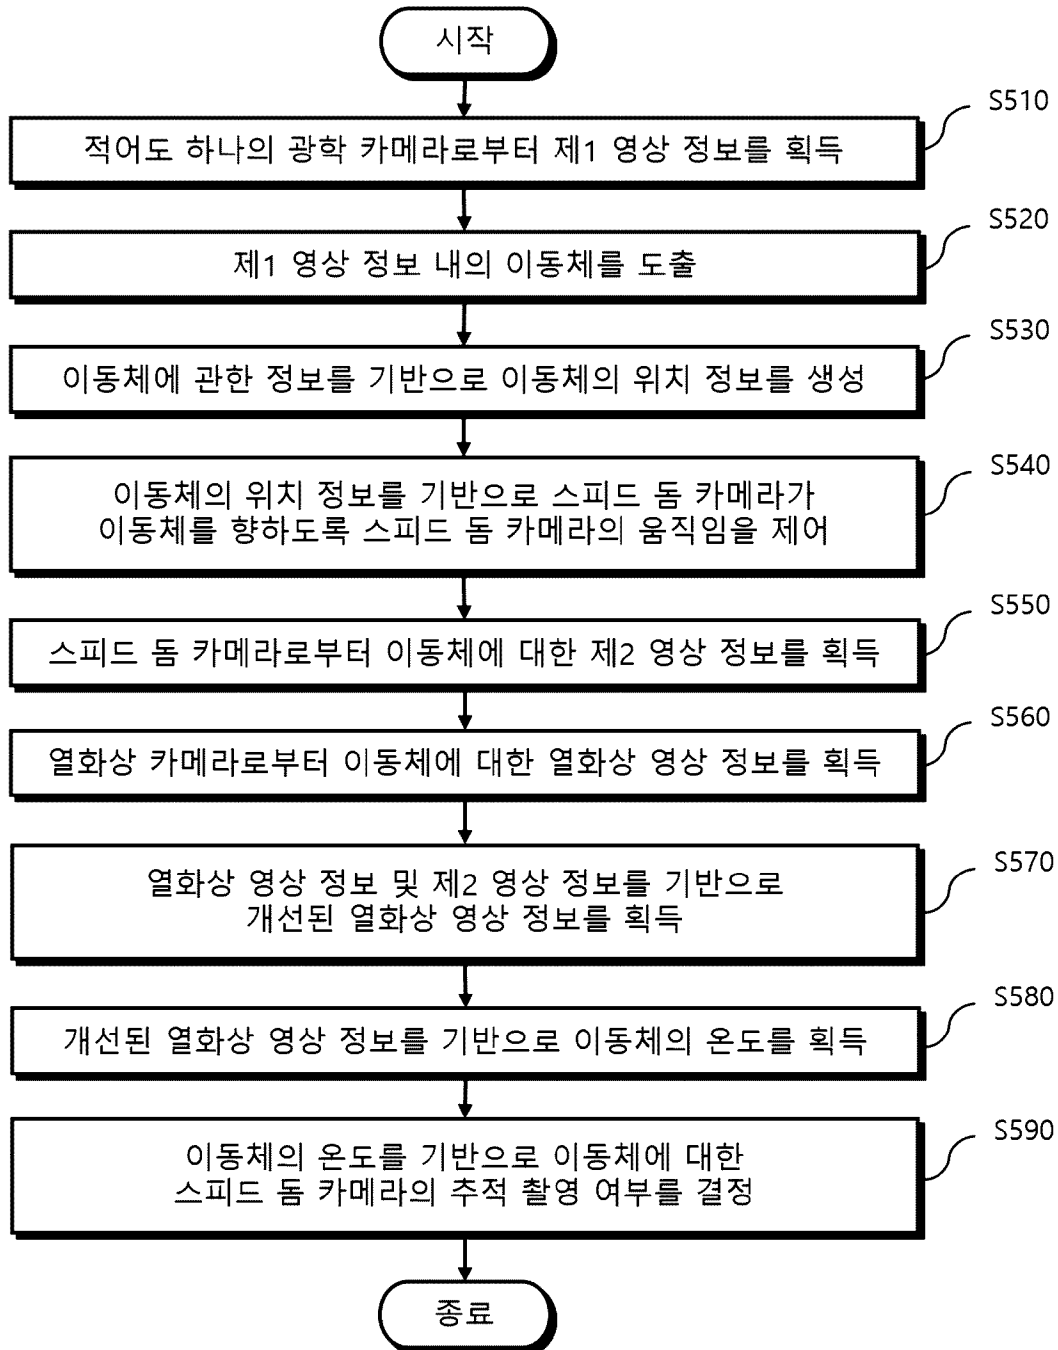 시작
S510
적어도 하나의 광학 카메라로부터 제1 영상 정보를 획득
S520
제1 영상 정보 내의 이동체를 도출
S530
이동체에 관한 정보를 기반으로 이동체의 위치 정보를 생성
S540
이동체의 위치 정보를 기반으로 스피드 돔 카메라가
이동체를 향하도록 스피드 돔 카메라의 움직임을 제어
S550
스피드 돔 카메라로부터 이동체에 대한 제2 영상 정보를 획득
S560
열화상 카메라로부터 이동체에 대한 열화상 영상 정보를 획득
S570
열화상 영상 정보 및 제2 영상 정보를 기반으로
개선된 열화상 영상 정보를 획득
S580
개선된 열화상 영상 정보를 기반으로 이동체의 온도를 획득
S590
이동체의 온도를 기반으로 이동체에 대한
스피드 돔 카메라의 추적 촬영 여부를 결정
종료